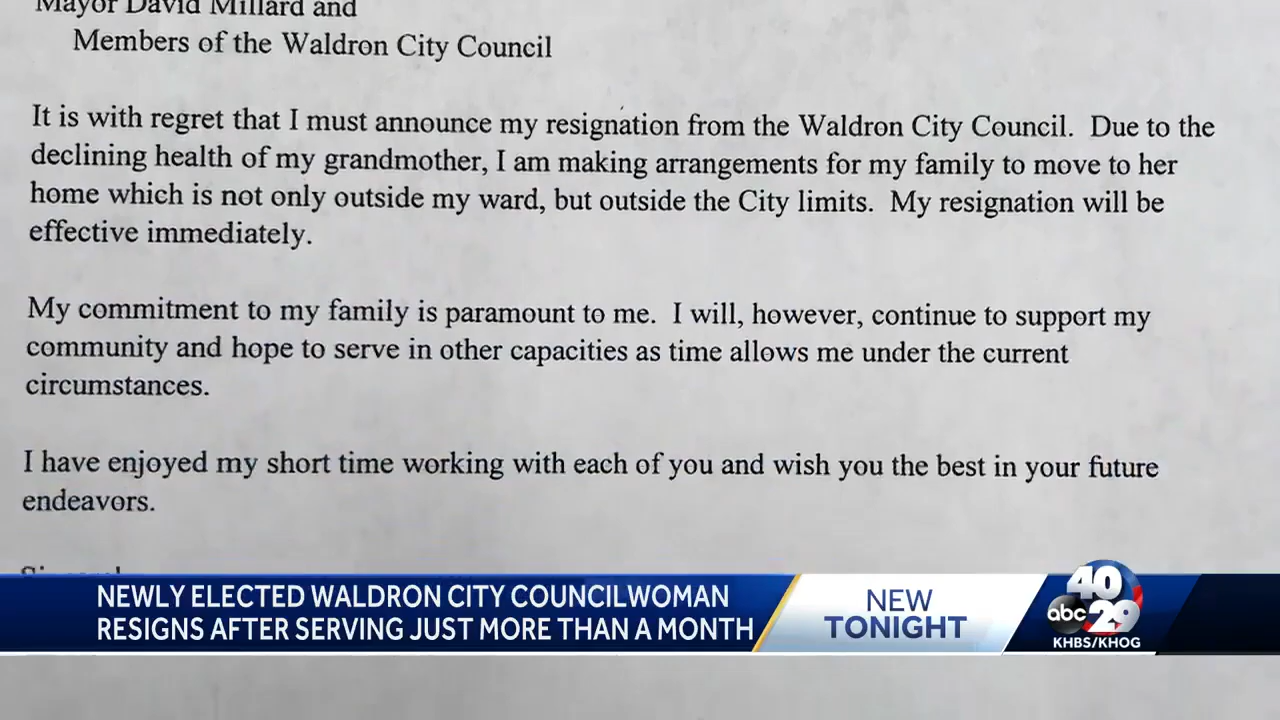 Mayor David Millard and
Members of the Waldron City Council
It is with regret that I must announce my resignation from the Waldron City Council. Due to the
declining health of my grandmother, I am making arrangements for my family to move to her
home which is not only outside my ward, but outside the City limits. My resignation will be
effective immediately.
My commitment to my family is paramount to me. I will, however, continue to support my
community and hope to serve in other capacities as time allows me under the current
circumstances.
I have enjoyed my short time working with each of you and wish you the best in your future
endeavors.
NEWLY ELECTED WALDRON CITY COUNCILWOMAN
RESIGNS AFTER SERVING JUST MORE THAN A MONTH
NEW
TONIGHT
40
abc 29
KHBS/KHOG